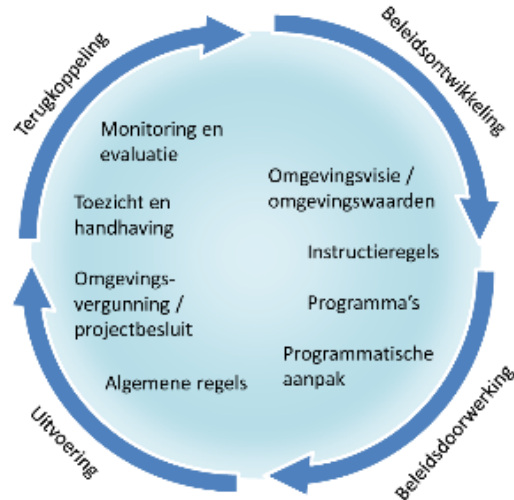 Terugkoppeling
Beleidsontwikkeling
Monitoring en
evaluatie
Omgevingsvisie /
omgevingswaarden
Toezicht en
handhaving
Instructieregels
Omgevings-
vergunning /
projectbesluit
Programma's
Programmatische
aanpak
Algemene regels
Uitvoering
Beleidsdoorwerking